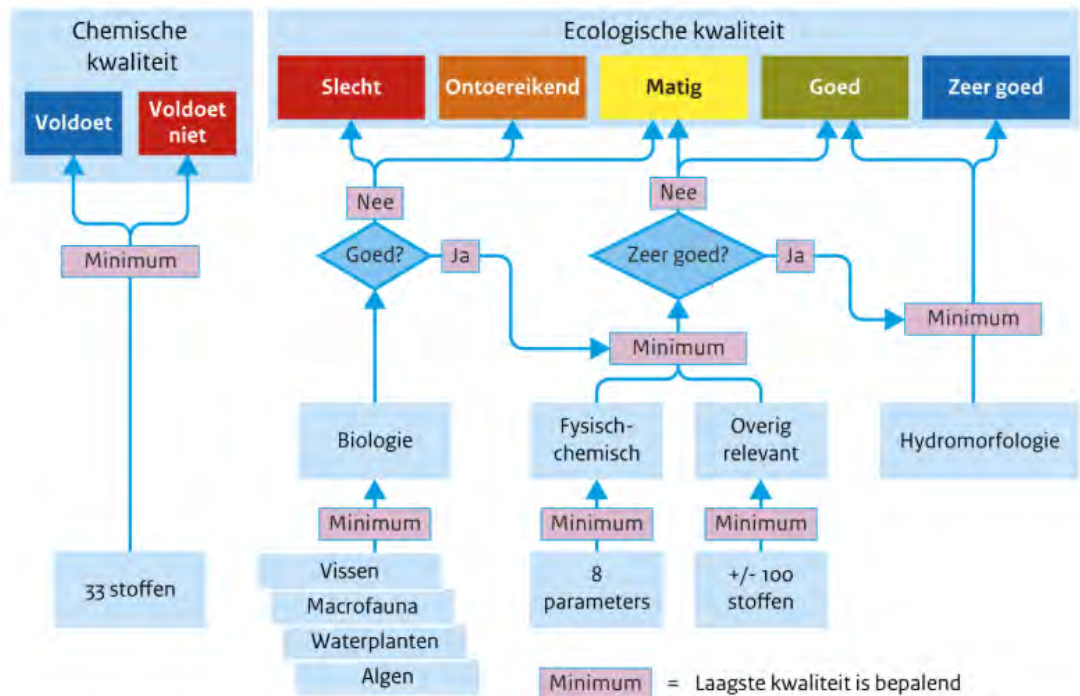 Chemische
kwaliteit
Voldoet
Voldoet
niet
Minimum
33 stoffen
Ecologische kwaliteit
Slecht
Ontoereikend
Matig
Goed
Zeer goed
Nee
Goed?
Ja
Nee
Zeer goed?
Ja
Minimum
Minimum
Biologie
Fysisch-
chemisch
Overig
relevant
Hydromorfologie
Minimum
Minimum
Minimum
Vissen
Macrofauna
Waterplanten
Algen
8
parameters
+/- 100
stoffen
Minimum = Laagste kwaliteit is bepalend